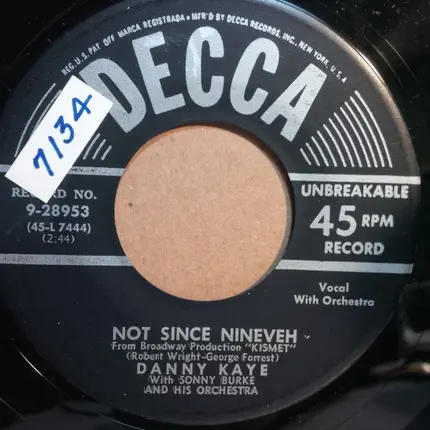 REG. U.S. PAT OFF MARCA REGISTRADA • MF'R'D BY DECCA RECORDS, INC., NEW YORK, U.S.A.
DECCA
7134
RECORD NO.
9-28953
(45-L 7444)
(2:44)
UNBREAKABLE
45 RPM
RECORD
Vocal
With Orchestra
NOT SINCE NINEVEH
From Broadway Production "KISMET"
(Robert Wright-George Forrest)
DANNY KAYE
With SONNY BURKE
AND HIS ORCHESTRA